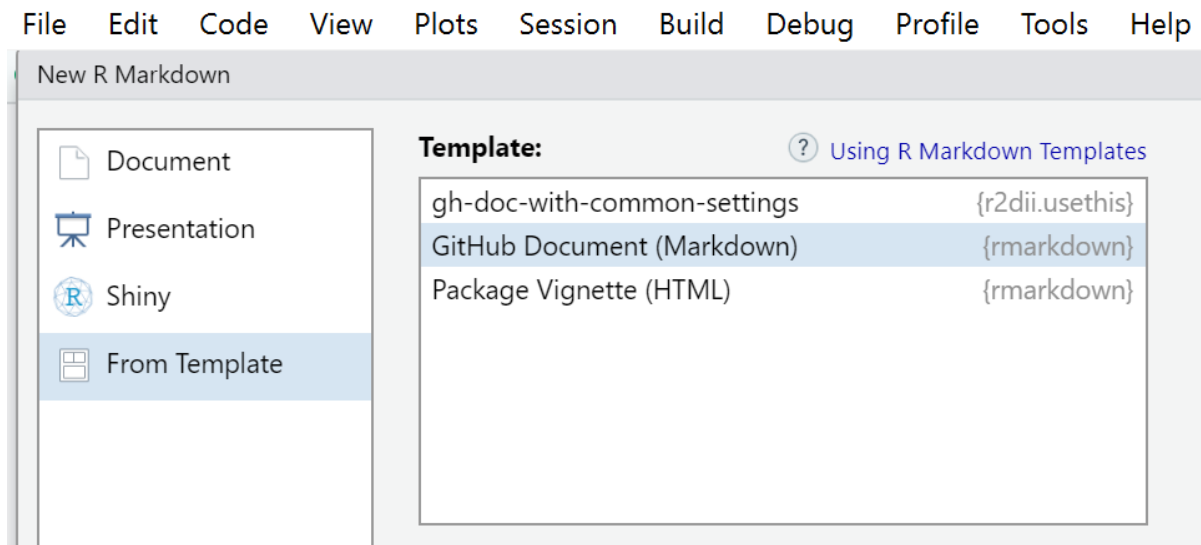 File Edit Code View Plots Session Build Debug Profile Tools Help
New R Markdown
Document
Presentation
R Shiny
From Template
Template: ? Using R Markdown Templates
gh-doc-with-common-settings {r2dii.usethis}
GitHub Document (Markdown) {rmarkdown}
Package Vignette (HTML) {rmarkdown}